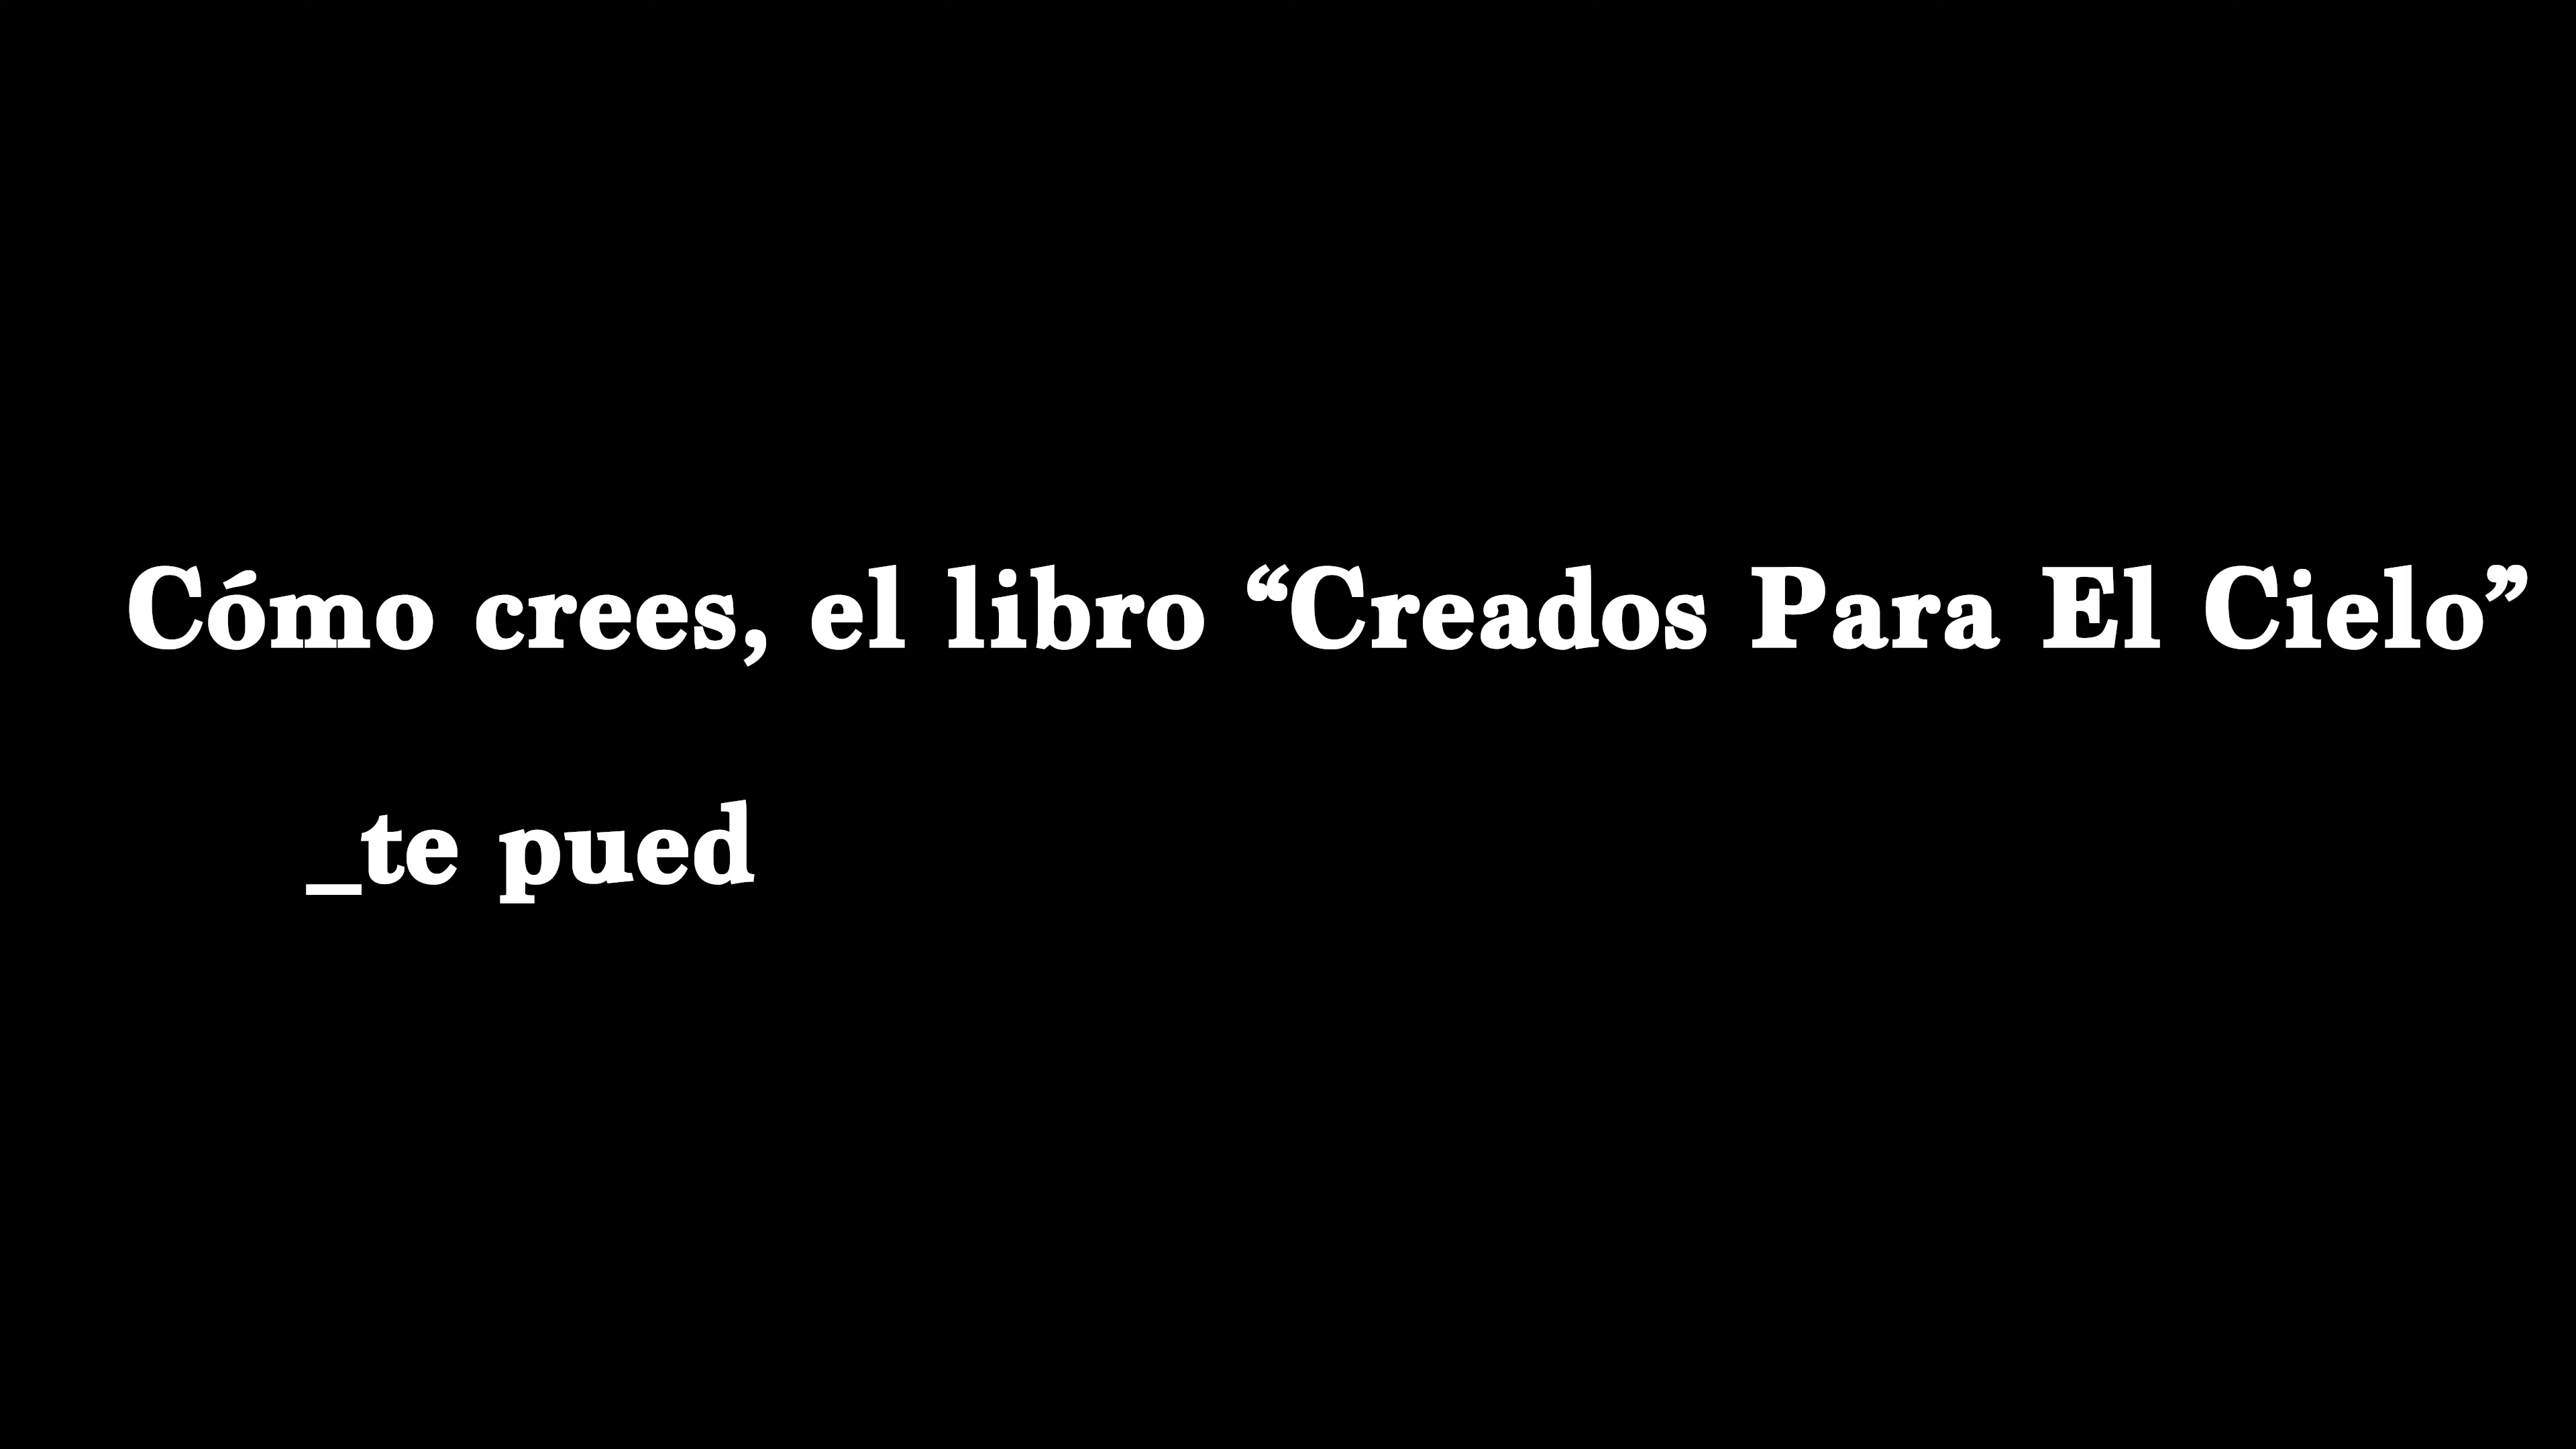 Cómo crees, el libro “Creados Para El Cielo”
_te pued